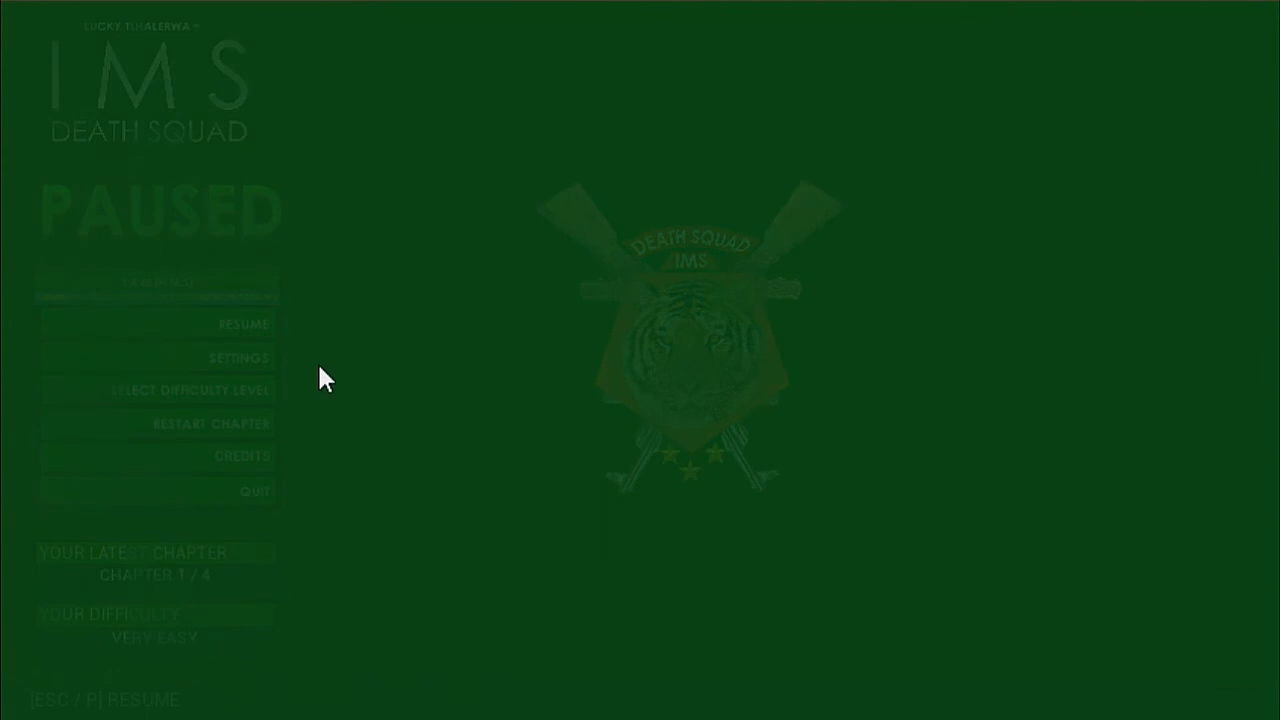 I M S
DEATH SQUAD
PAUSED
RESUME
SETTINGS
SELECT DIFFICULTY LEVEL
RESTART CHAPTER
CREDITS
QUIT
YOUR LATEST CHAPTER
CHAPTER 1 / 4
YOUR DIFFICULTY
VERY EASY
[ESC / P] RESUME
DEATH SQUAD
IMS